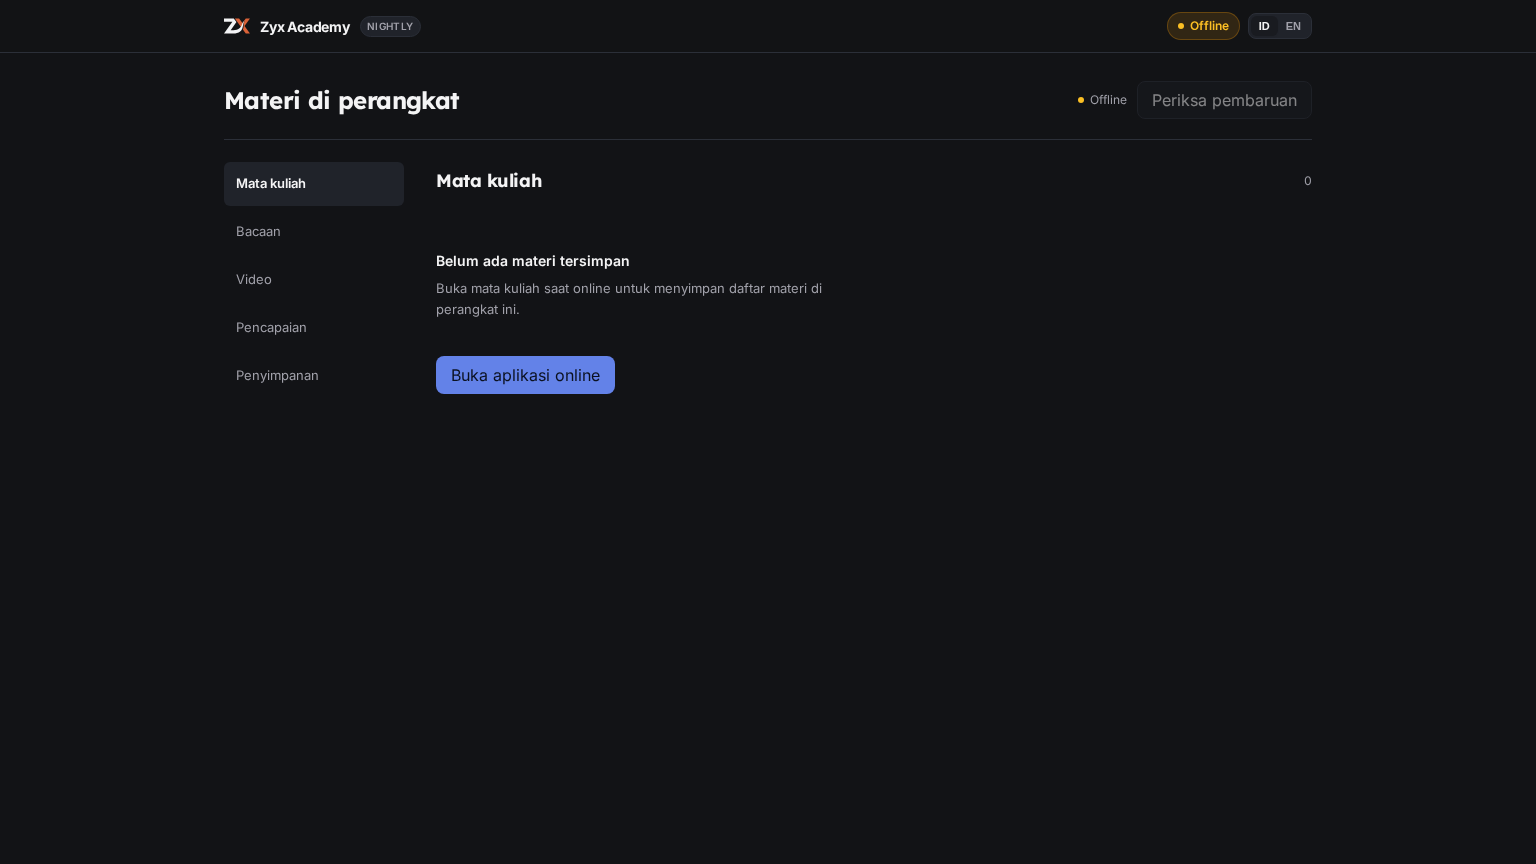 ZX Zyx Academy NIGHTLY
Offline ID EN
Materi di perangkat
Offline Periksa pembaruan
Mata kuliah
Bacaan
Video
Pencapaian
Penyimpanan
Mata kuliah 0
Belum ada materi tersimpan
Buka mata kuliah saat online untuk menyimpan daftar materi di
perangkat ini.
Buka aplikasi online